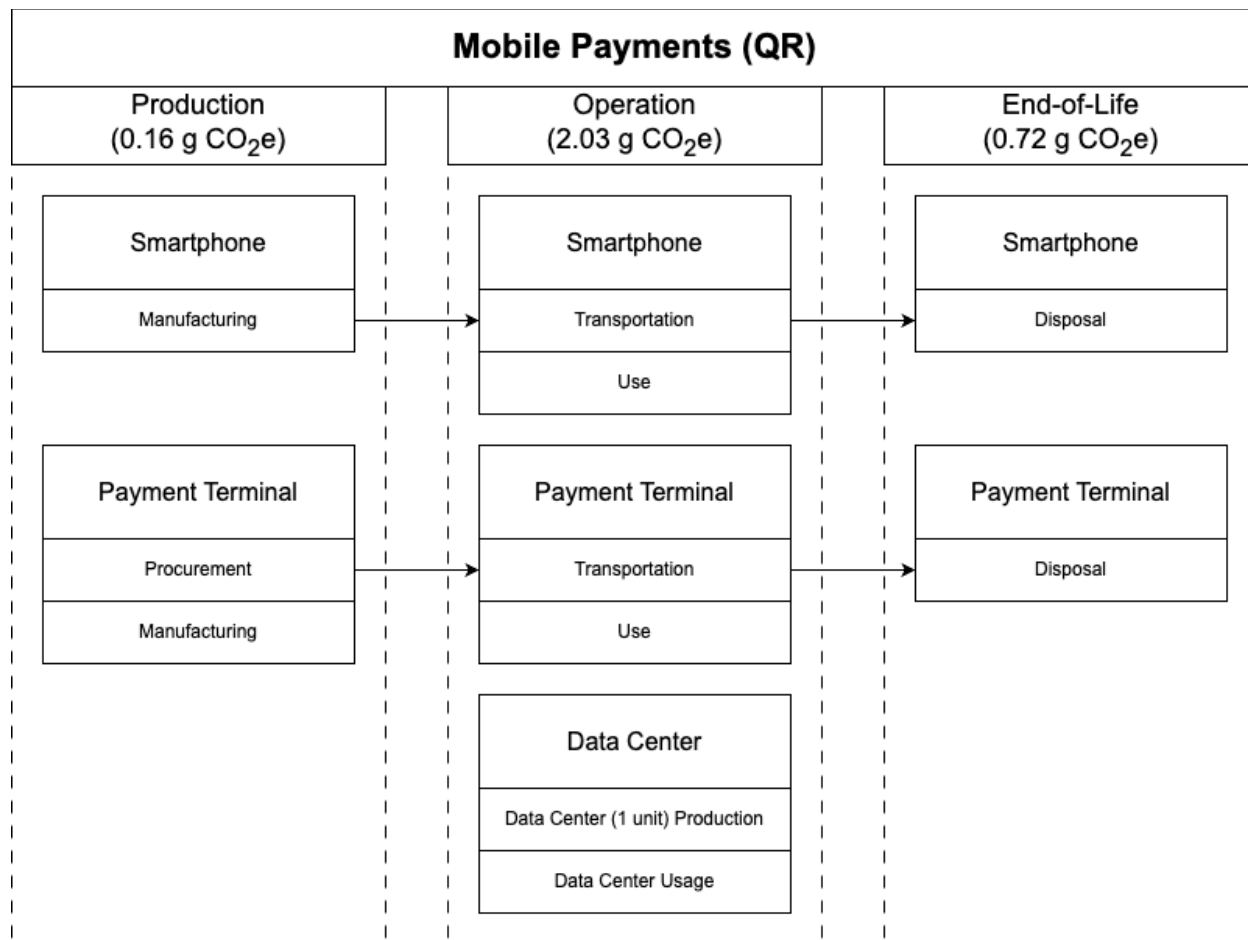 Mobile Payments (QR)
Production
(0.16 g CO₂e)
Operation
(2.03 g CO₂e)
End-of-Life
(0.72 g CO₂e)
Smartphone
Manufacturing
Smartphone
Transportation
Use
Smartphone
Disposal
Payment Terminal
Procurement
Manufacturing
Payment Terminal
Transportation
Use
Payment Terminal
Disposal
Data Center
Data Center (1 unit) Production
Data Center Usage